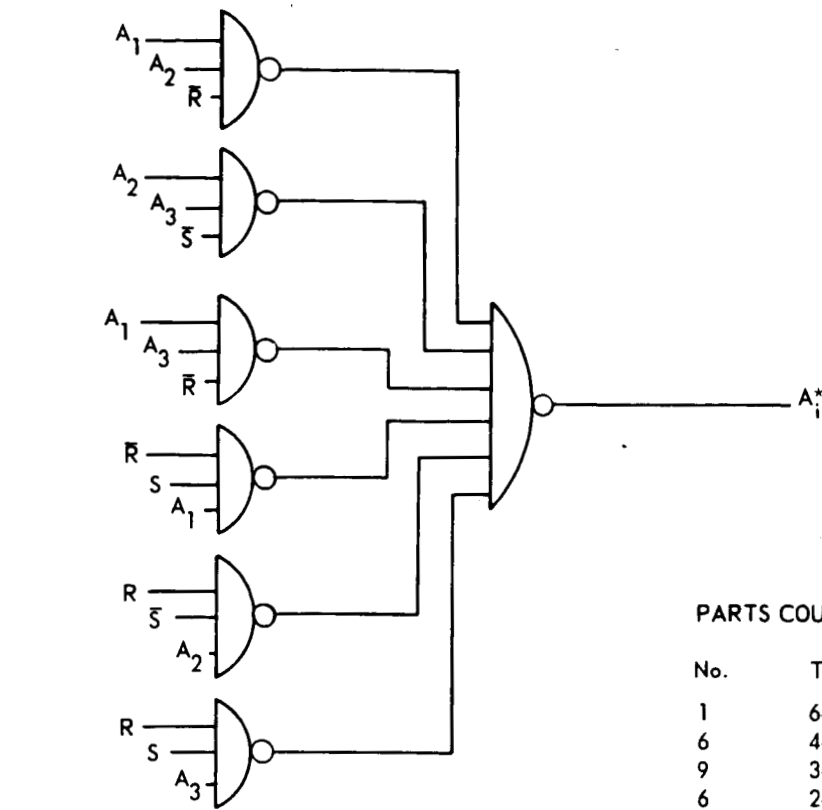 A₁
A₂
R̄
A₂
A₃
S̄
A₁
A₃
R̄
A*ᵢ
R̄
S
A₁
R
S̄
A₂
PARTS COU
No. T
R
S
A₃
1 6
6 4
9 3
6 2